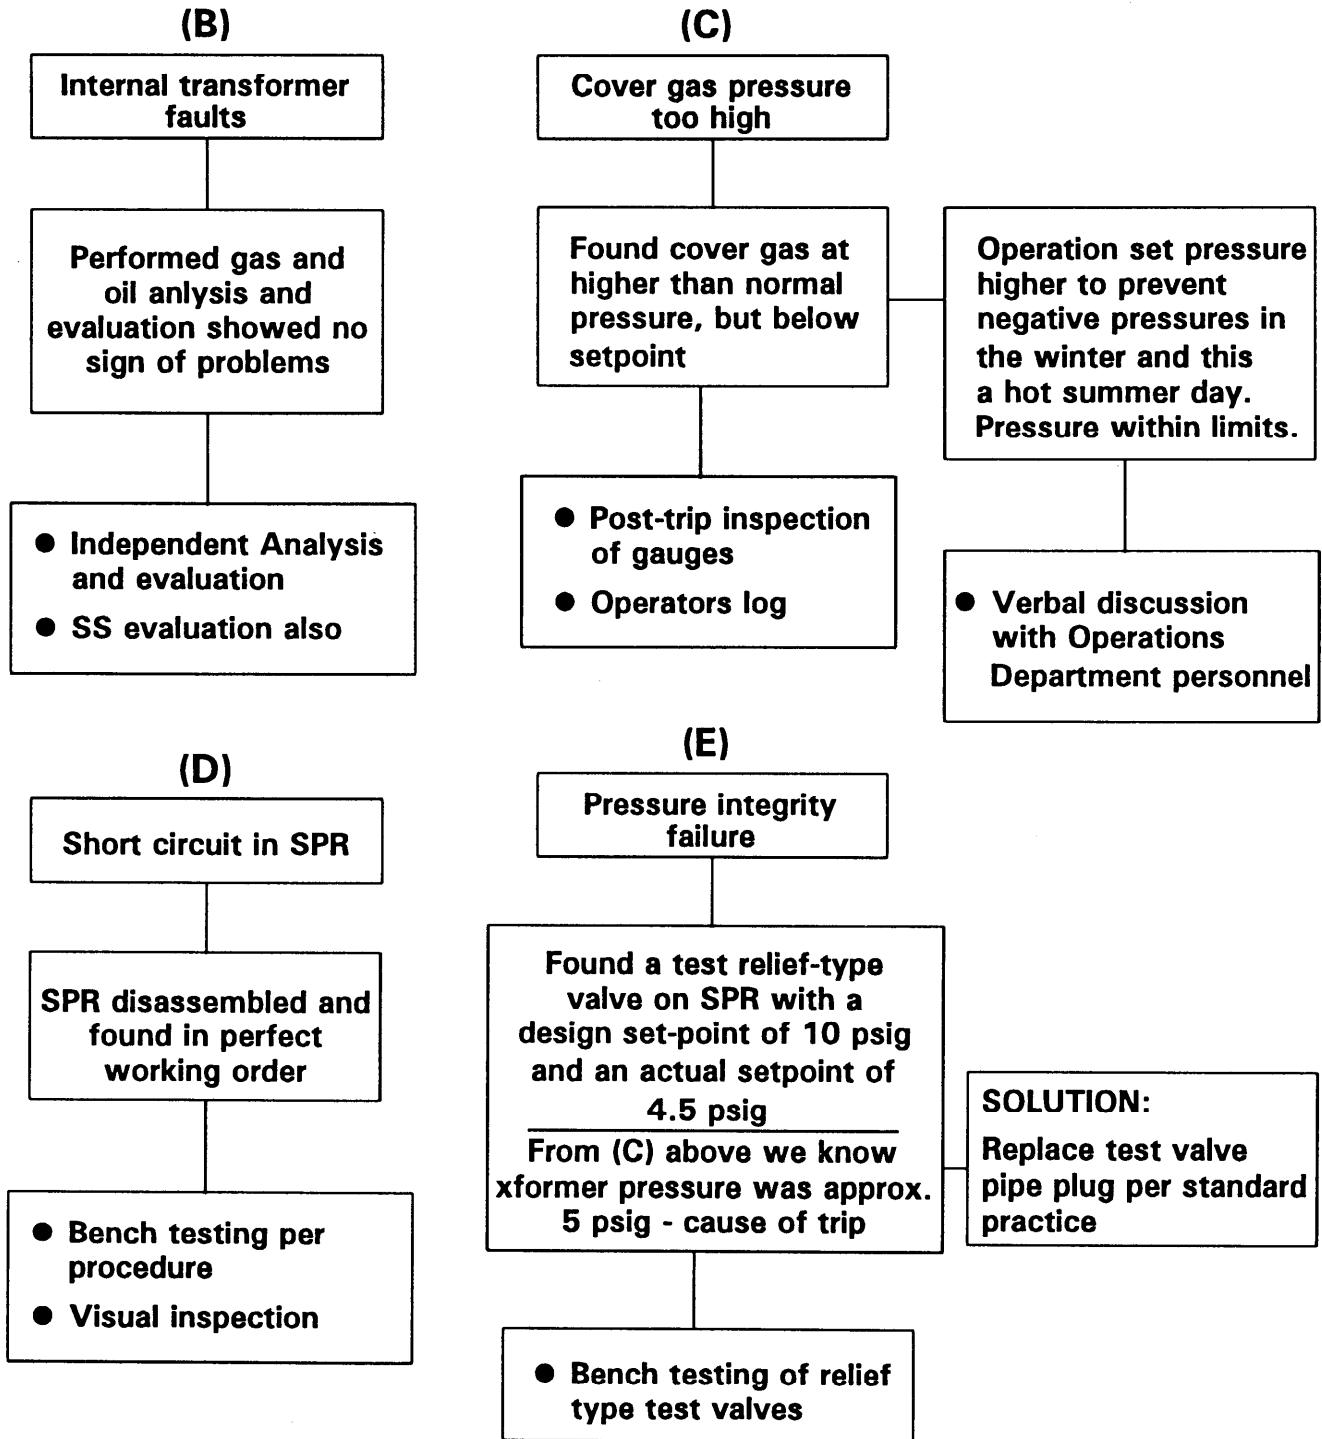 (B)
Internal transformer
faults
Performed gas and
oil anlysis and
evaluation showed no
sign of problems
● Independent Analysis
and evaluation
● SS evaluation also
(C)
Cover gas pressure
too high
Found cover gas at
higher than normal
pressure, but below
setpoint
Operation set pressure
higher to prevent
negative pressures in
the winter and this
a hot summer day.
Pressure within limits.
● Post-trip inspection
of gauges
● Operators log
● Verbal discussion
with Operations
Department personnel
(D)
Short circuit in SPR
SPR disassembled and
found in perfect
working order
● Bench testing per
procedure
● Visual inspection
(E)
Pressure integrity
failure
Found a test relief-type
valve on SPR with a
design set-point of 10 psig
and an actual setpoint of
4.5 psig
From (C) above we know
xformer pressure was approx.
5 psig - cause of trip
SOLUTION:
Replace test valve
pipe plug per standard
practice
● Bench testing of relief
type test valves